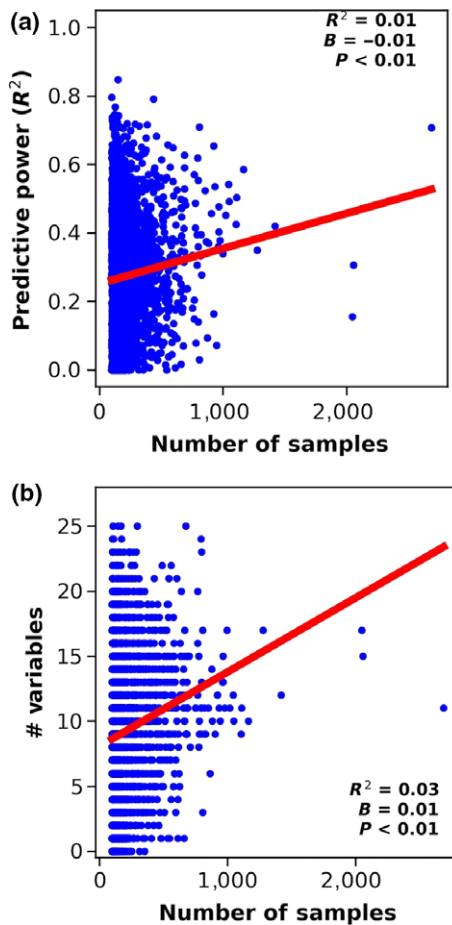 (a)
R² = 0.01
B = –0.01
P < 0.01
Predictive power (R²)
1.0
0.8
0.6
0.4
0.2
0.0
0
1,000
2,000
Number of samples
(b)
25
20
15
10
5
0
# variables
R² = 0.03
B = 0.01
P < 0.01
0
1,000
2,000
Number of samples